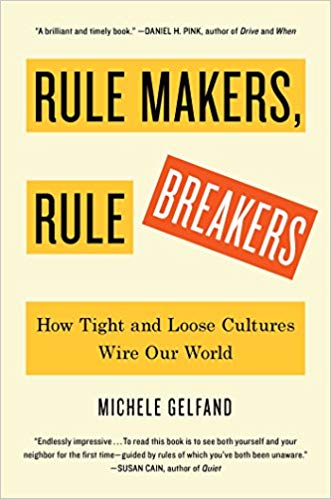 "A brilliant and timely book." —DANIEL H. PINK, author of Drive and When
RULE MAKERS,
RULE BREAKERS
How Tight and Loose Cultures
Wire Our World
MICHELE GELFAND
"Endlessly impressive...To read this book is to see both yourself and your
neighbor for the first time—guided by rules of which you've both been unaware."
—SUSAN CAIN, author of Quiet